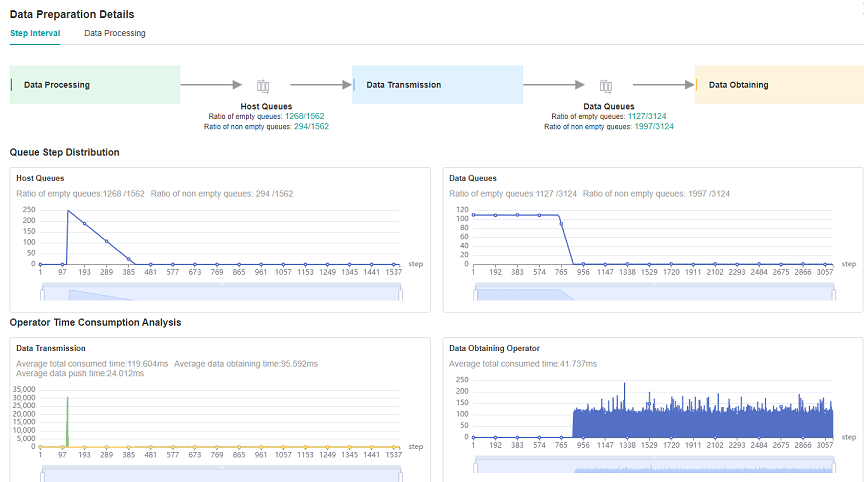 Data Preparation Details
Step Interval Data Processing
Data Processing Data Transmission Data Obtaining
Host Queues Data Queues
Ratio of empty queues: 1268/1562 Ratio of empty queues: 1127/3124
Ratio of non empty queues: 294/1562 Ratio of non empty queues: 1997/3124
Queue Step Distribution
Host Queues
Ratio of empty queues:1268 /1562 Ratio of non empty queues: 294 /1562
250
200
150
100
50
0
step
1 97 193 289 385 481 577 673 769 865 961 1057 1153 1249 1345 1441 1537
Data Queues
Ratio of empty queues:1127 /3124 Ratio of non empty queues: 1997 /3124
120
100
80
60
40
20
0
step
1 192 383 574 765 956 1147 1338 1529 1720 1911 2102 2293 2484 2675 2866 3057
Operator Time Consumption Analysis
Data Transmission
Average total consumed time:119.604ms Average data obtaining time:95.592ms
Average data push time:24.012ms
35,000
30,000
25,000
20,000
15,000
10,000
5,000
0
step
1 97 193 289 385 481 577 673 769 865 961 1057 1153 1249 1345 1441 1537
Data Obtaining Operator
Average total consumed time:41.737ms
250
200
150
100
50
0
step
1 192 383 574 765 956 1147 1338 1529 1720 1911 2102 2293 2484 2675 2866 3057